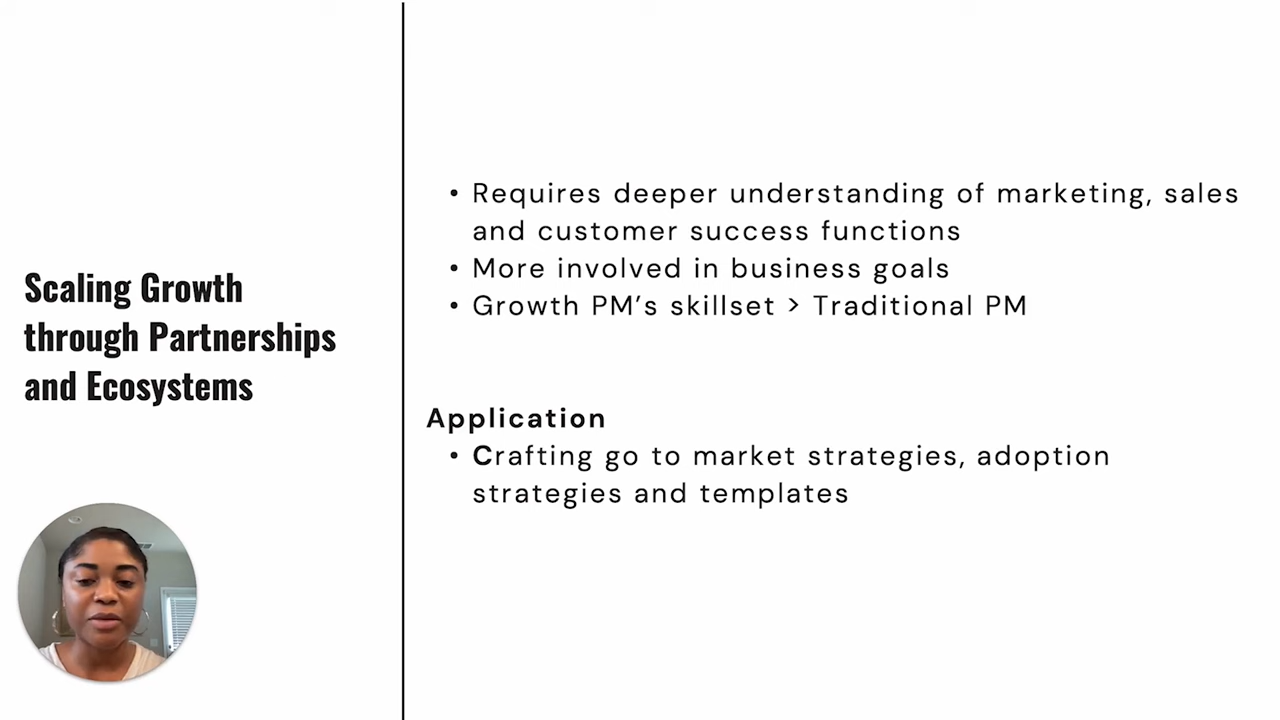 Scaling Growth
through Partnerships
and Ecosystems
• Requires deeper understanding of marketing, sales
and customer success functions
• More involved in business goals
• Growth PM’s skillset > Traditional PM
Application
• Crafting go to market strategies, adoption
strategies and templates